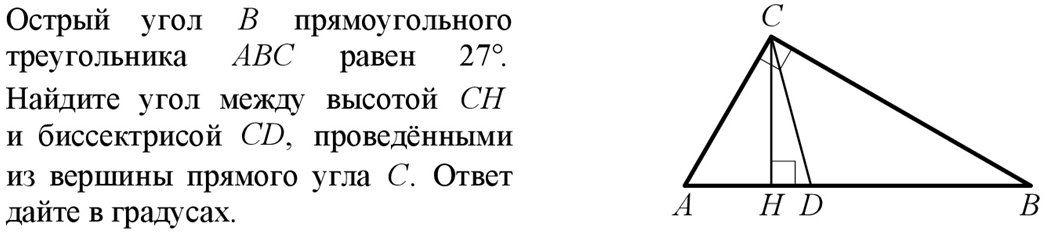 Острый угол B прямоугольного
треугольника ABC равен 27°.
Найдите угол между высотой CH
и биссектрисой CD, проведёнными
из вершины прямого угла C. Ответ
дайте в градусах.
C
A H D B